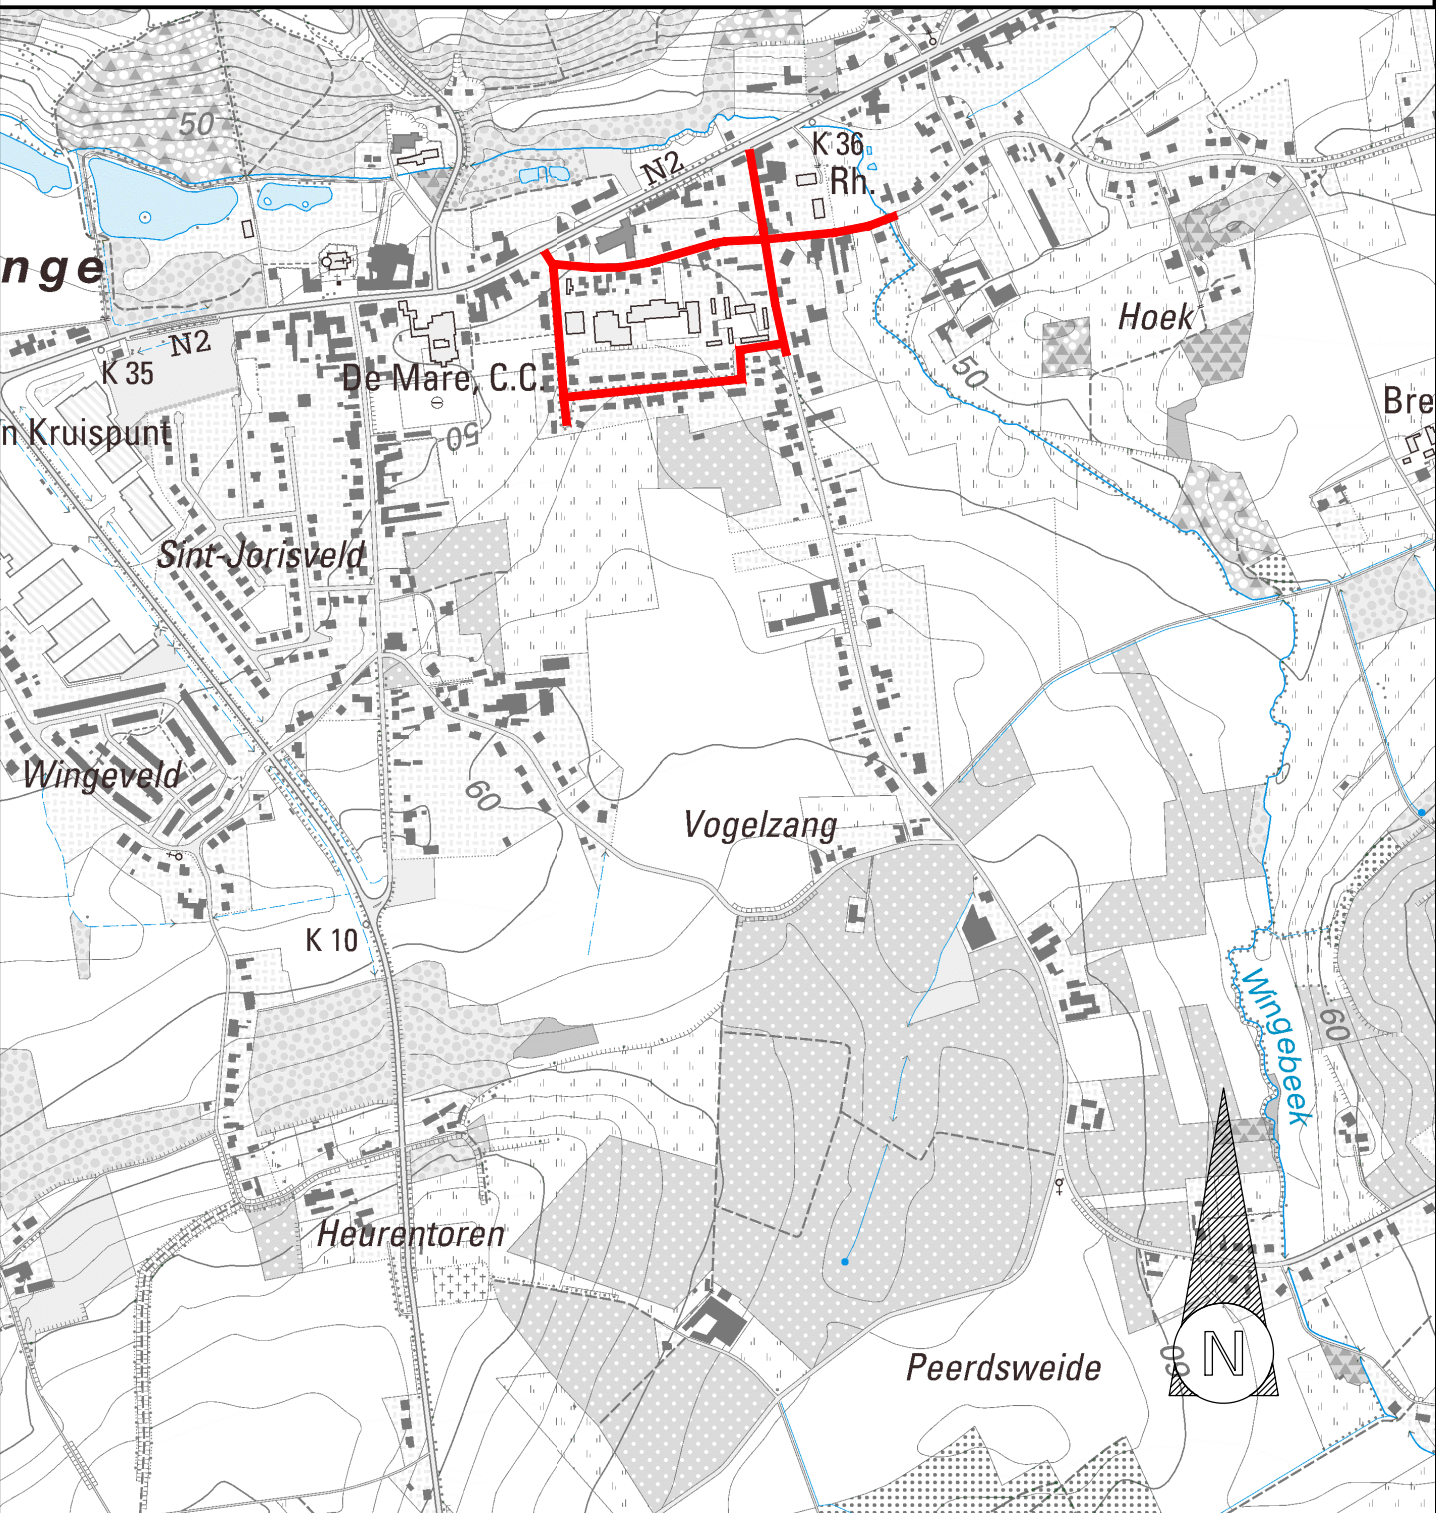 50
N2
K 36
Rh.
nge
Hoek
N2
K 35
De Mare, C.C.
50
Bre
n Kruispunt
50
Sint-Jorisveld
Wingeveld
60
Vogelzang
K 10
Wingebeek
60
Heurentoren
Peerdsweide
60
N